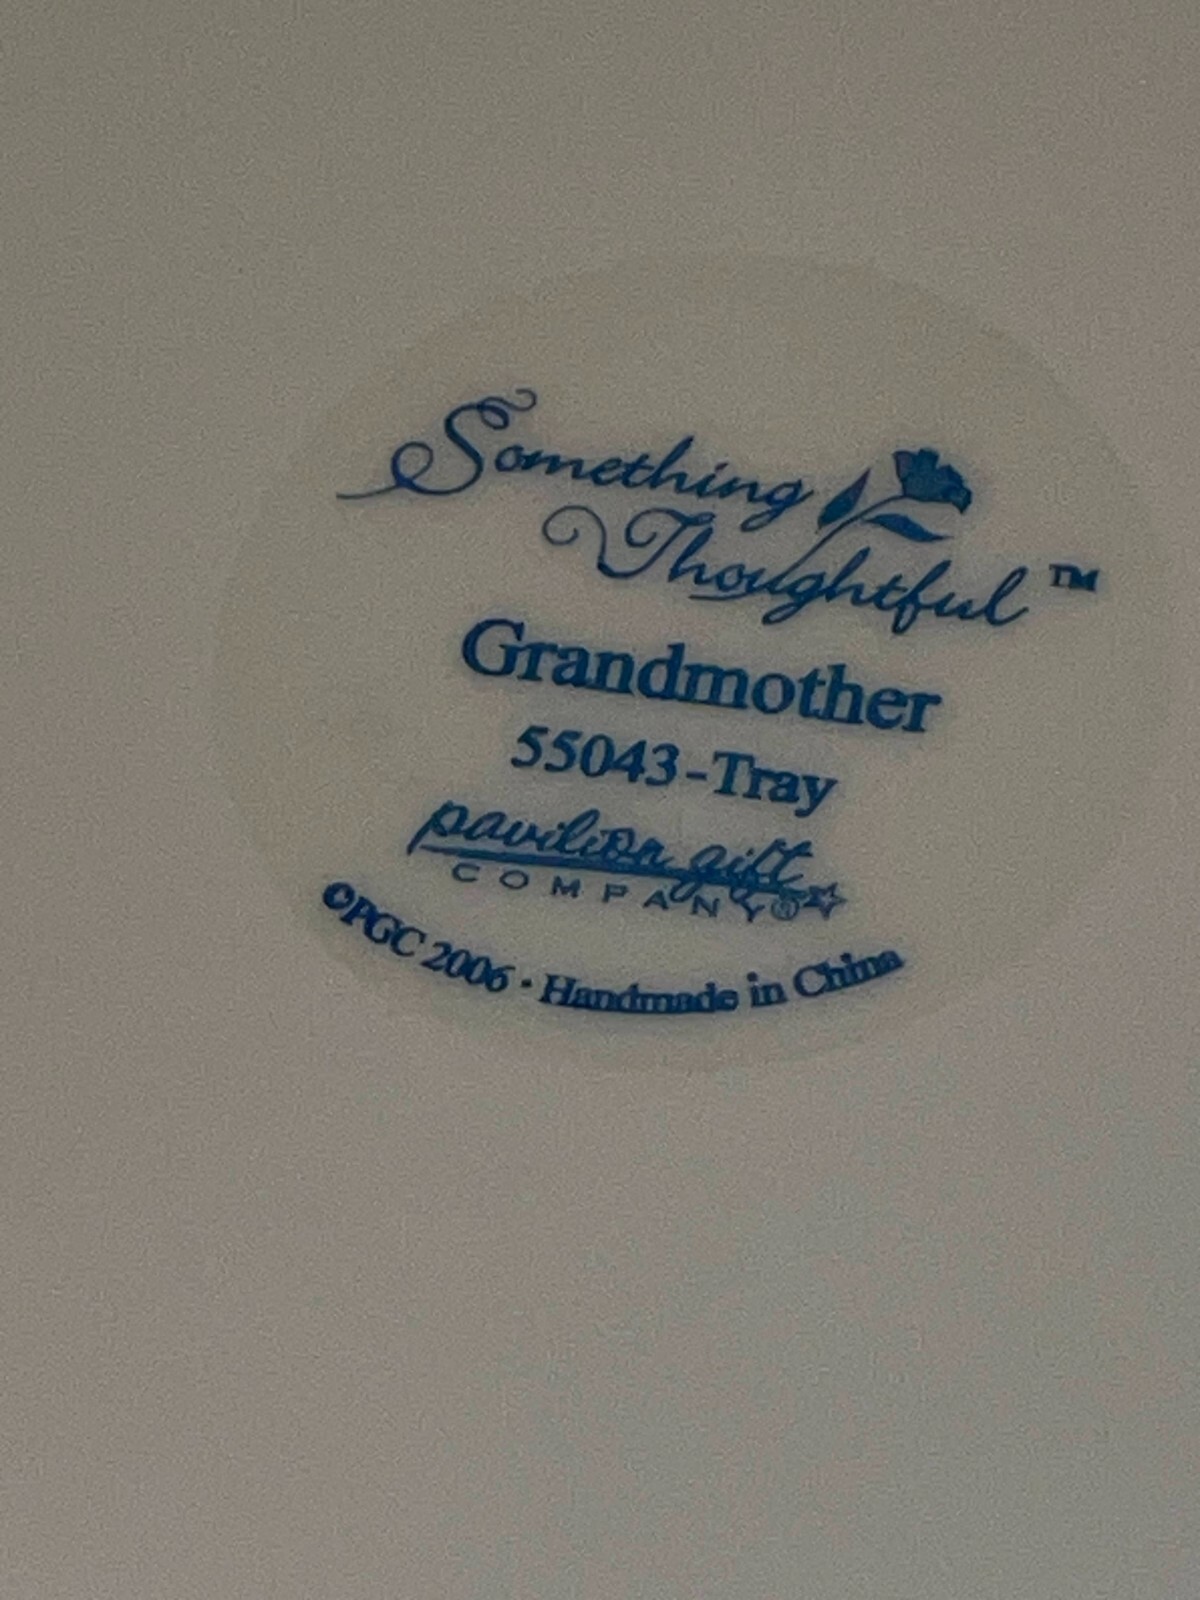 Something
Thoughtful™
Grandmother
55043-Tray
pavilion gift
COMPANY®
©PGC 2006 · Handmade in China